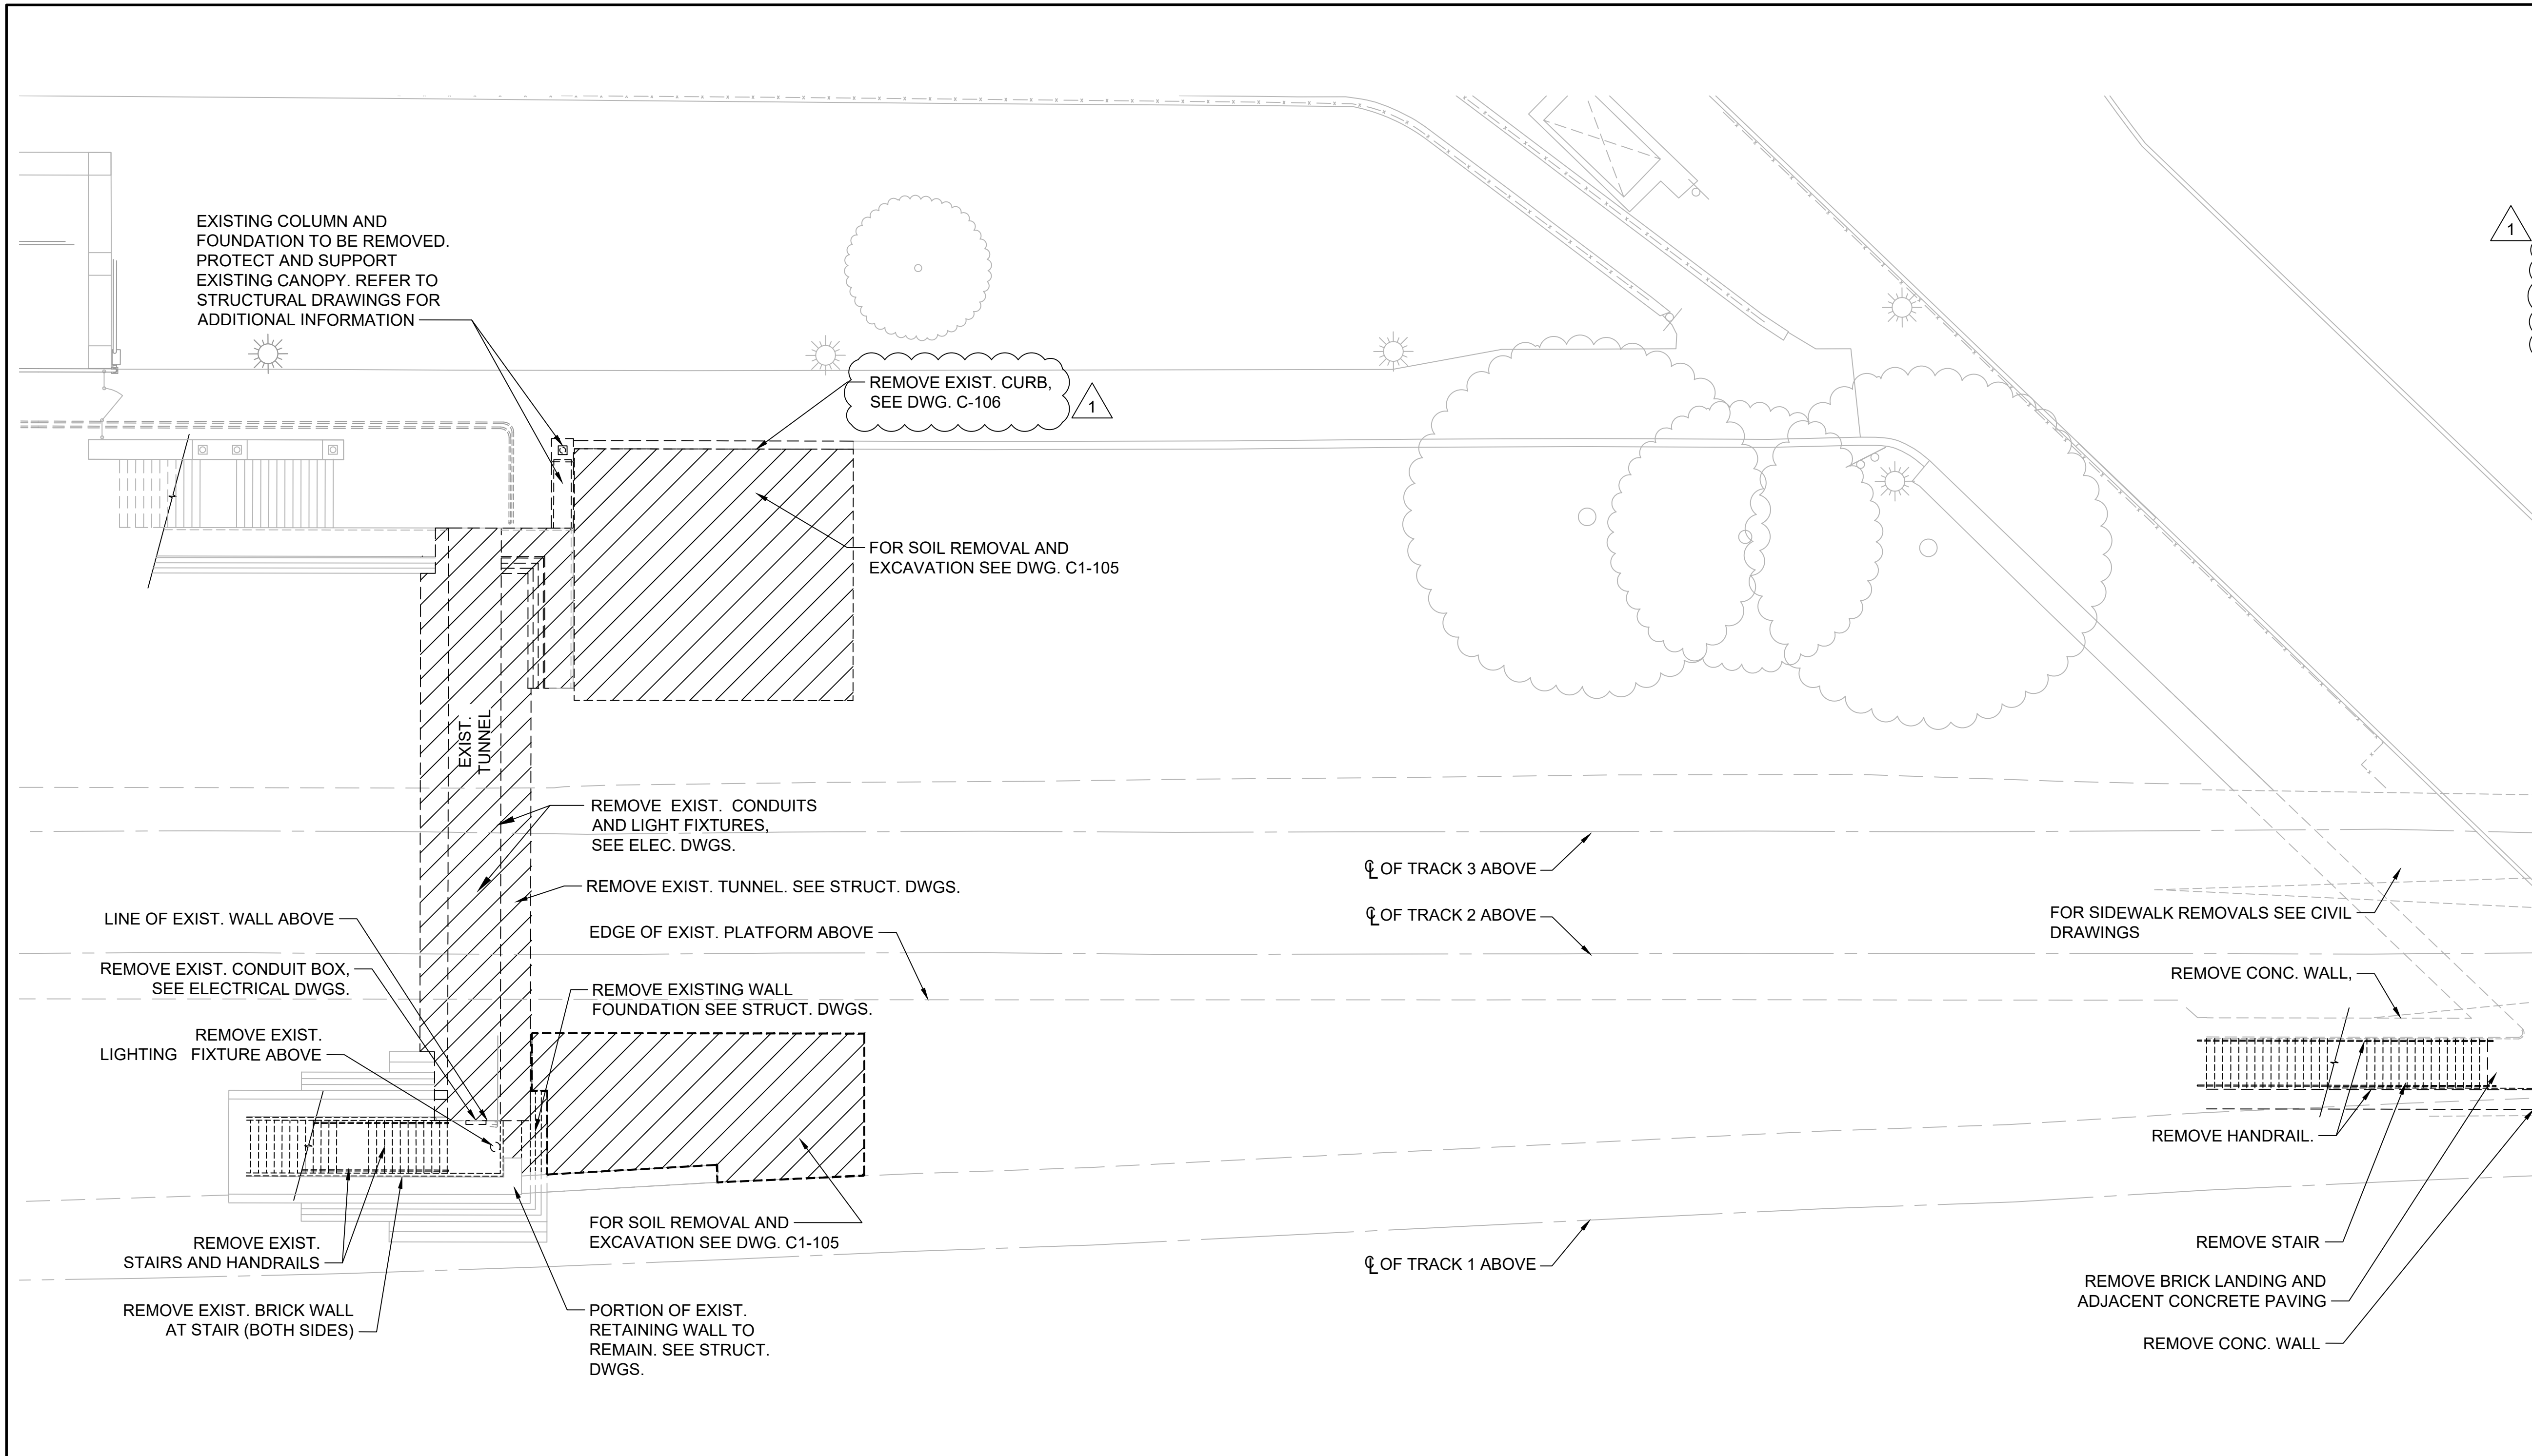 EXISTING COLUMN AND
FOUNDATION TO BE REMOVED.
PROTECT AND SUPPORT
EXISTING CANOPY. REFER TO
STRUCTURAL DRAWINGS FOR
ADDITIONAL INFORMATION
1
REMOVE EXIST. CURB,
SEE DWG. C-106
1
FOR SOIL REMOVAL AND
EXCAVATION SEE DWG. C1-105
EXIST.
TUNNEL
REMOVE EXIST. CONDUITS
AND LIGHT FIXTURES,
SEE ELEC. DWGS.
REMOVE EXIST. TUNNEL. SEE STRUCT. DWGS.
LINE OF EXIST. WALL ABOVE
EDGE OF EXIST. PLATFORM ABOVE
REMOVE EXIST. CONDUIT BOX,
SEE ELECTRICAL DWGS.
REMOVE EXISTING WALL
FOUNDATION SEE STRUCT. DWGS.
REMOVE EXIST.
LIGHTING FIXTURE ABOVE
REMOVE EXIST.
STAIRS AND HANDRAILS
REMOVE EXIST. BRICK WALL
AT STAIR (BOTH SIDES)
FOR SOIL REMOVAL AND
EXCAVATION SEE DWG. C1-105
PORTION OF EXIST.
RETAINING WALL TO
REMAIN. SEE STRUCT.
DWGS.
℄ OF TRACK 3 ABOVE
℄ OF TRACK 2 ABOVE
℄ OF TRACK 1 ABOVE
FOR SIDEWALK REMOVALS SEE CIVIL
DRAWINGS
REMOVE CONC. WALL,
REMOVE HANDRAIL.
REMOVE STAIR
REMOVE BRICK LANDING AND
ADJACENT CONCRETE PAVING
REMOVE CONC. WALL